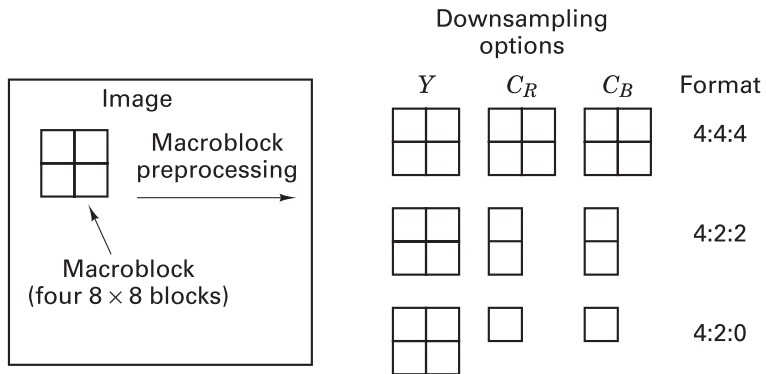 Downsampling
options
Y C_R C_B Format
Image
Macroblock
preprocessing
Macroblock
(four 8 × 8 blocks)
4:4:4
4:2:2
4:2:0